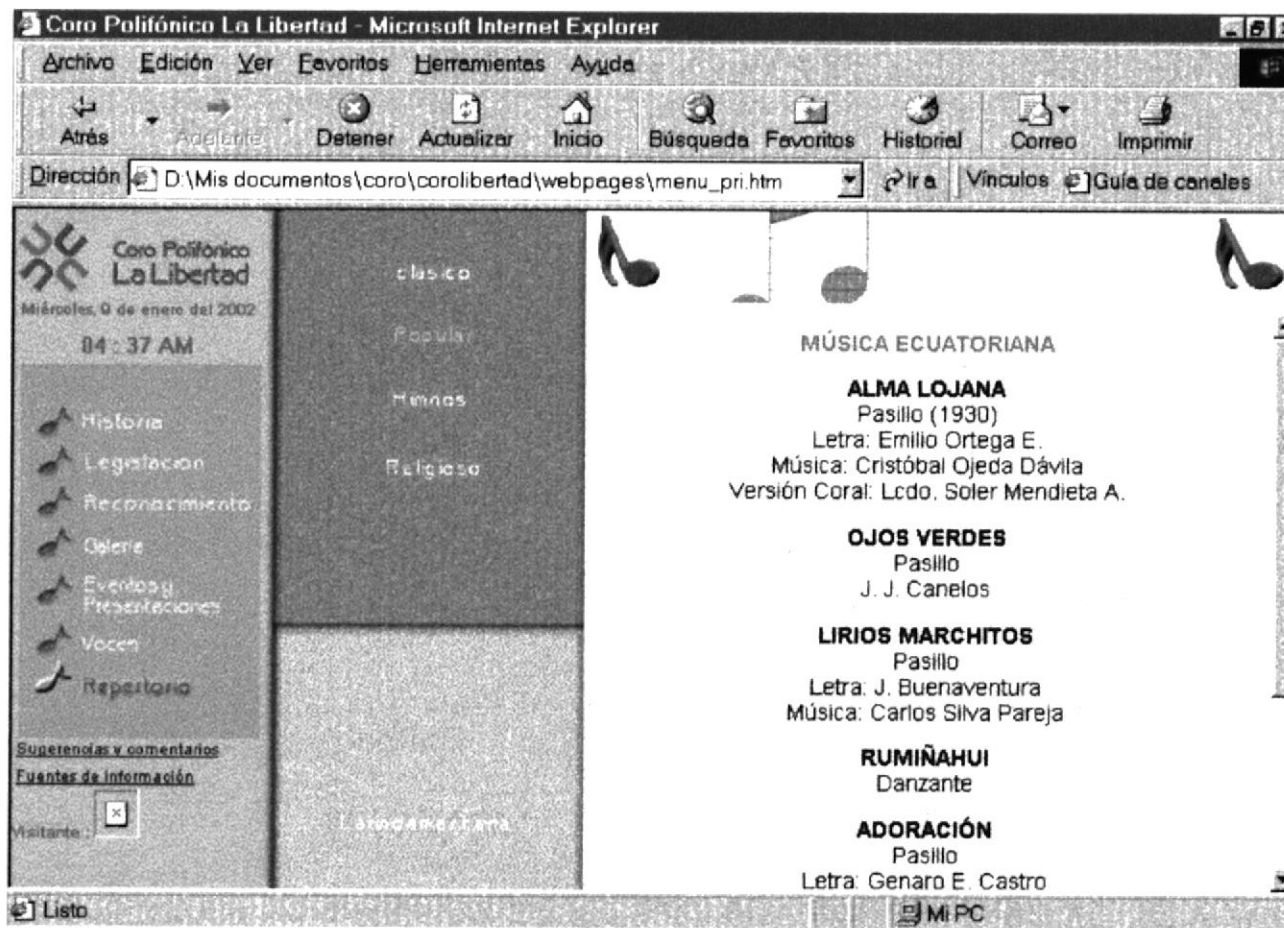 Coro Polifónico La Libertad - Microsoft Internet Explorer
Archivo Edición Ver Favoritos Herramientas Ayuda
Atrás Adelante Detener Actualizar Inicio Búsqueda Favoritos Historial Correo Imprimir
Dirección D:\Mis documentos\coro\corolibertad\webpages\menu_pri.htm Ir a Vínculos Guía de canales
Coro Polifónico
La Libertad
Miércoles, 9 de enero del 2002
04 : 37 AM
Historia
Legislación
Reconocimiento
Galería
Eventos y
Presentaciones
Voces
Repertorio
Sugerencias y comentarios
Fuentes de Información
Visitante :
clásico
Popular
Himnos
Religioso
Latinoamericana
MÚSICA ECUATORIANA
ALMA LOJANA
Pasillo (1930)
Letra: Emilio Ortega E.
Música: Cristóbal Ojeda Dávila
Versión Coral: Lcdo. Soler Mendieta A.
OJOS VERDES
Pasillo
J. J. Canelos
LIRIOS MARCHITOS
Pasillo
Letra: J. Buenaventura
Música: Carlos Silva Pareja
RUMIÑAHUI
Danzante
ADORACIÓN
Pasillo
Letra: Genaro E. Castro
Listo
Mi PC